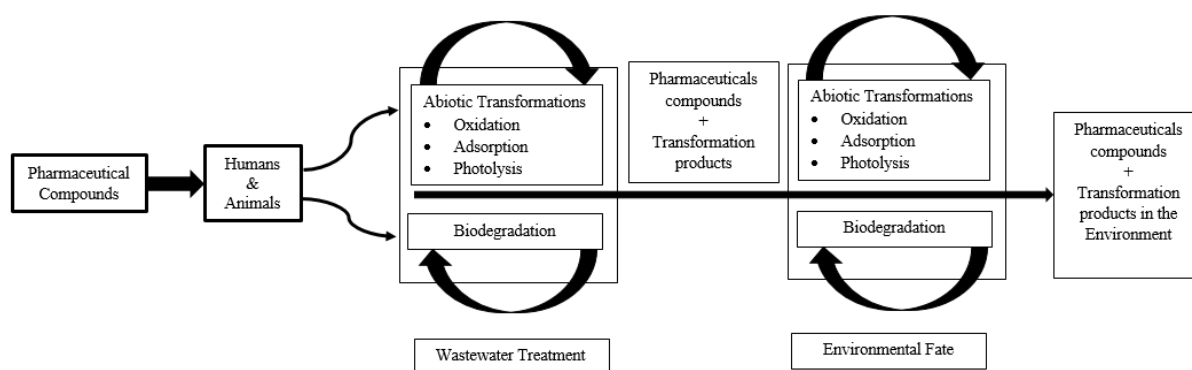 Pharmaceutical
Compounds
Humans
&
Animals
Abiotic Transformations
• Oxidation
• Adsorption
• Photolysis
Biodegradation
Wastewater Treatment
Pharmaceuticals
compounds
+
Transformation
products
Abiotic Transformations
• Oxidation
• Adsorption
• Photolysis
Biodegradation
Environmental Fate
Pharmaceuticals
compounds
+
Transformation
products in the
Environment